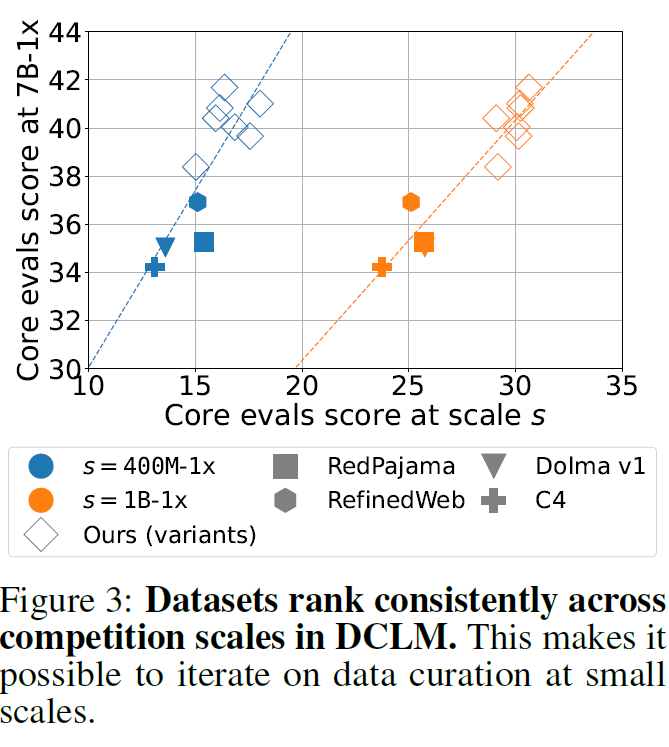 Core evals score at 7B-1x
44
42
40
38
36
34
32
30
10 15 20 25 30 35
Core evals score at scale s
s = 400M-1x RedPajama Dolma v1
s = 1B-1x RefinedWeb C4
Ours (variants)
Figure 3: Datasets rank consistently across
competition scales in DCLM. This makes it
possible to iterate on data curation at small
scales.